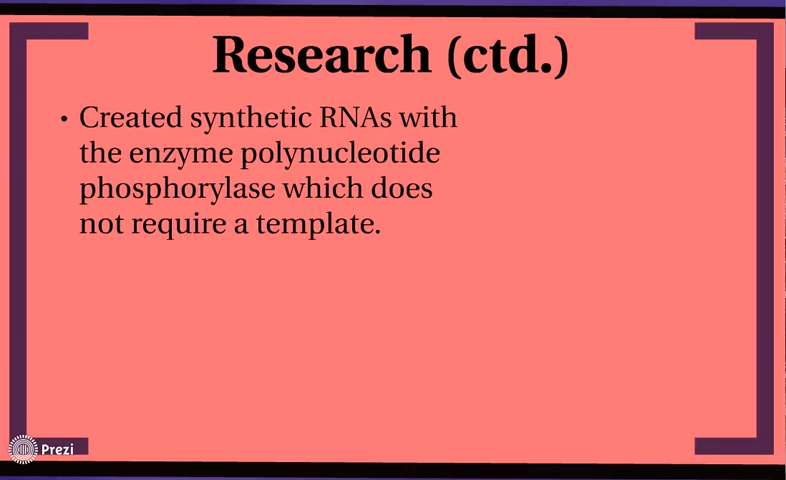 Research (ctd.)
• Created synthetic RNAs with
the enzyme polynucleotide
phosphorylase which does
not require a template.
Prezi